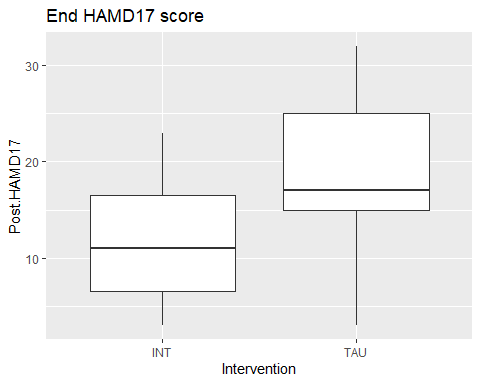 End HAMD17 score
Post.HAMD17
30
20
10
INT
TAU
Intervention